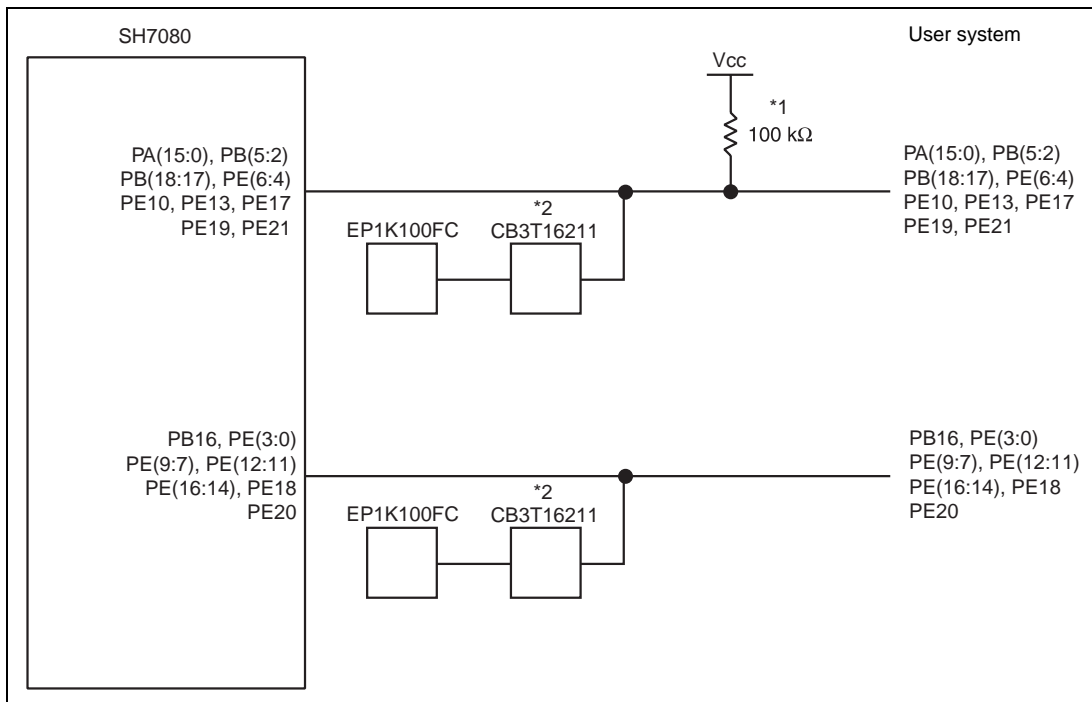 SH7080
User system
Vcc
*1
100 kΩ
PA(15:0), PB(5:2)
PB(18:17), PE(6:4)
PE10, PE13, PE17
PE19, PE21
PA(15:0), PB(5:2)
PB(18:17), PE(6:4)
PE10, PE13, PE17
PE19, PE21
*2
EP1K100FC
CB3T16211
PB16, PE(3:0)
PE(9:7), PE(12:11)
PE(16:14), PE18
PE20
PB16, PE(3:0)
PE(9:7), PE(12:11)
PE(16:14), PE18
PE20
*2
EP1K100FC
CB3T16211